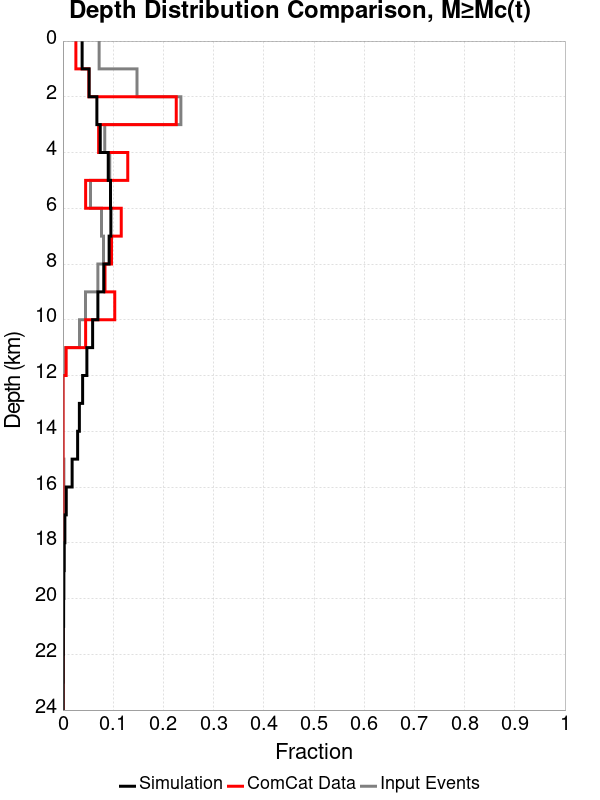 Depth Distribution Comparison, M≥Mc(t)
0
2
4
6
8
10
12
14
16
18
20
22
24
Depth (km)
0 0.1 0.2 0.3 0.4 0.5 0.6 0.7 0.8 0.9 1
Fraction
Simulation ComCat Data Input Events